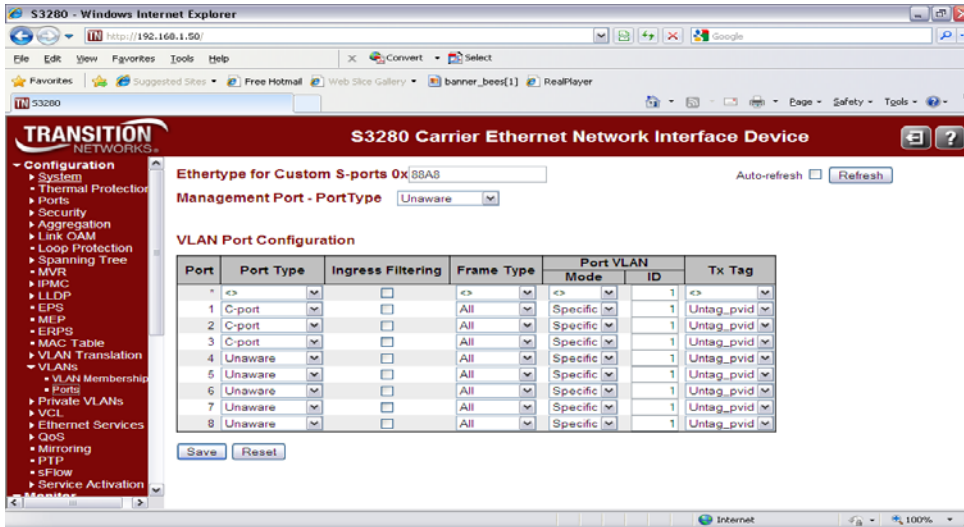 S3280 - Windows Internet Explorer
http://192.168.1.50/
Google
File Edit View Favorites Tools Help
Convert Select
Favorites Suggested Sites Free Hotmail Web Slice Gallery banner_bees[1] RealPlayer
S3280
Page Safety Tools
TRANSITION NETWORKS®
S3280 Carrier Ethernet Network Interface Device
Configuration
System
Thermal Protection
Ports
Security
Aggregation
Link OAM
Loop Protection
Spanning Tree
MVR
IPMC
LLDP
EPS
MEP
ERPS
MAC Table
VLAN Translation
VLANs
VLAN Membership
Ports
Private VLANs
VCL
Ethernet Services
QoS
Mirroring
PTP
sFlow
Service Activation
Monitor
Ethertype for Custom S-ports 0x 88A8
Auto-refresh Refresh
Management Port - PortType Unaware
VLAN Port Configuration
Port Port Type Ingress Filtering Frame Type Port VLAN Tx Tag
Mode ID
* <> <> <> 1 <>
1 C-port All Specific 1 Untag_pvid
2 C-port All Specific 1 Untag_pvid
3 C-port All Specific 1 Untag_pvid
4 Unaware All Specific 1 Untag_pvid
5 Unaware All Specific 1 Untag_pvid
6 Unaware All Specific 1 Untag_pvid
7 Unaware All Specific 1 Untag_pvid
8 Unaware All Specific 1 Untag_pvid
Save Reset
Internet 100%